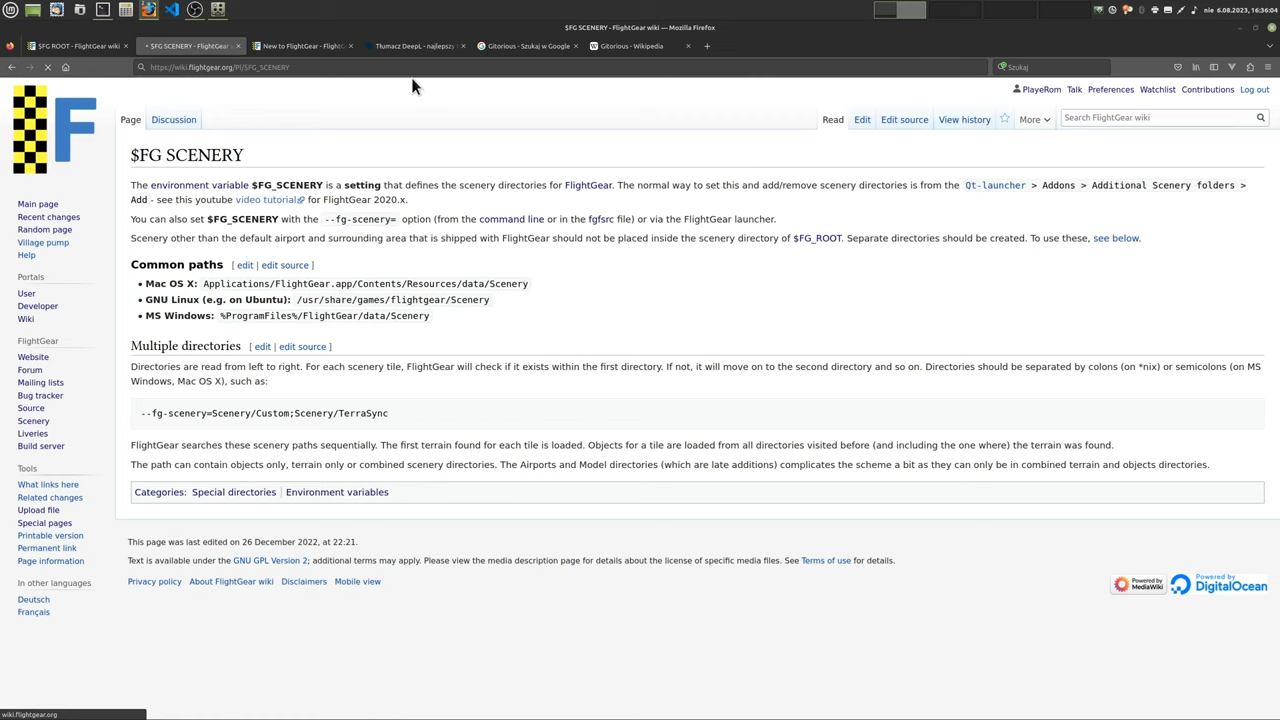 nie 6.08.2023, 16:36:04
$FG SCENERY - FlightGear wiki — Mozilla Firefox
$FG ROOT - FlightGear wiki
$FG SCENERY - FlightGear w
New to FlightGear - FlightG
Tłumacz DeepL - najlepszy
Gitorious - Szukaj w Google
Gitorious - Wikipedia
https://wiki.flightgear.org/Pl/$FG_SCENERY
Szukaj
PlayeRom Talk Preferences Watchlist Contributions Log out
Page Discussion Read Edit Edit source View history More Search FlightGear wiki
F
$FG SCENERY
The environment variable $FG_SCENERY is a setting that defines the scenery directories for FlightGear. The normal way to set this and add/remove scenery directories is from the Qt-launcher > Addons > Additional Scenery folders >
Add - see this youtube video tutorial for FlightGear 2020.x.
You can also set $FG_SCENERY with the --fg-scenery= option (from the command line or in the fgfsrc file) or via the FlightGear launcher.
Scenery other than the default airport and surrounding area that is shipped with FlightGear should not be placed inside the scenery directory of $FG_ROOT. Separate directories should be created. To use these, see below.
Common paths [ edit | edit source ]
• Mac OS X: Applications/FlightGear.app/Contents/Resources/data/Scenery
• GNU Linux (e.g. on Ubuntu): /usr/share/games/flightgear/Scenery
• MS Windows: %ProgramFiles%/FlightGear/data/Scenery
Multiple directories [ edit | edit source ]
Directories are read from left to right. For each scenery tile, FlightGear will check if it exists within the first directory. If not, it will move on to the second directory and so on. Directories should be separated by colons (on *nix) or semicolons (on MS
Windows, Mac OS X), such as:
--fg-scenery=Scenery/Custom;Scenery/TerraSync
FlightGear searches these scenery paths sequentially. The first terrain found for each tile is loaded. Objects for a tile are loaded from all directories visited before (and including the one where) the terrain was found.
The path can contain objects only, terrain only or combined scenery directories. The Airports and Model directories (which are late additions) complicates the scheme a bit as they can only be in combined terrain and objects directories.
Categories: Special directories | Environment variables
This page was last edited on 26 December 2022, at 22:21.
Text is available under the GNU GPL Version 2; additional terms may apply. Please view the media description page for details about the license of specific media files. See Terms of use for details.
Privacy policy About FlightGear wiki Disclaimers Mobile view
Powered by MediaWiki
Powered by DigitalOcean
Main page
Recent changes
Random page
Village pump
Help
Portals
User
Developer
Wiki
FlightGear
Website
Forum
Mailing lists
Bug tracker
Source
Scenery
Liveries
Build server
Tools
What links here
Related changes
Upload file
Special pages
Printable version
Permanent link
Page information
In other languages
Deutsch
Français
wiki.flightgear.org